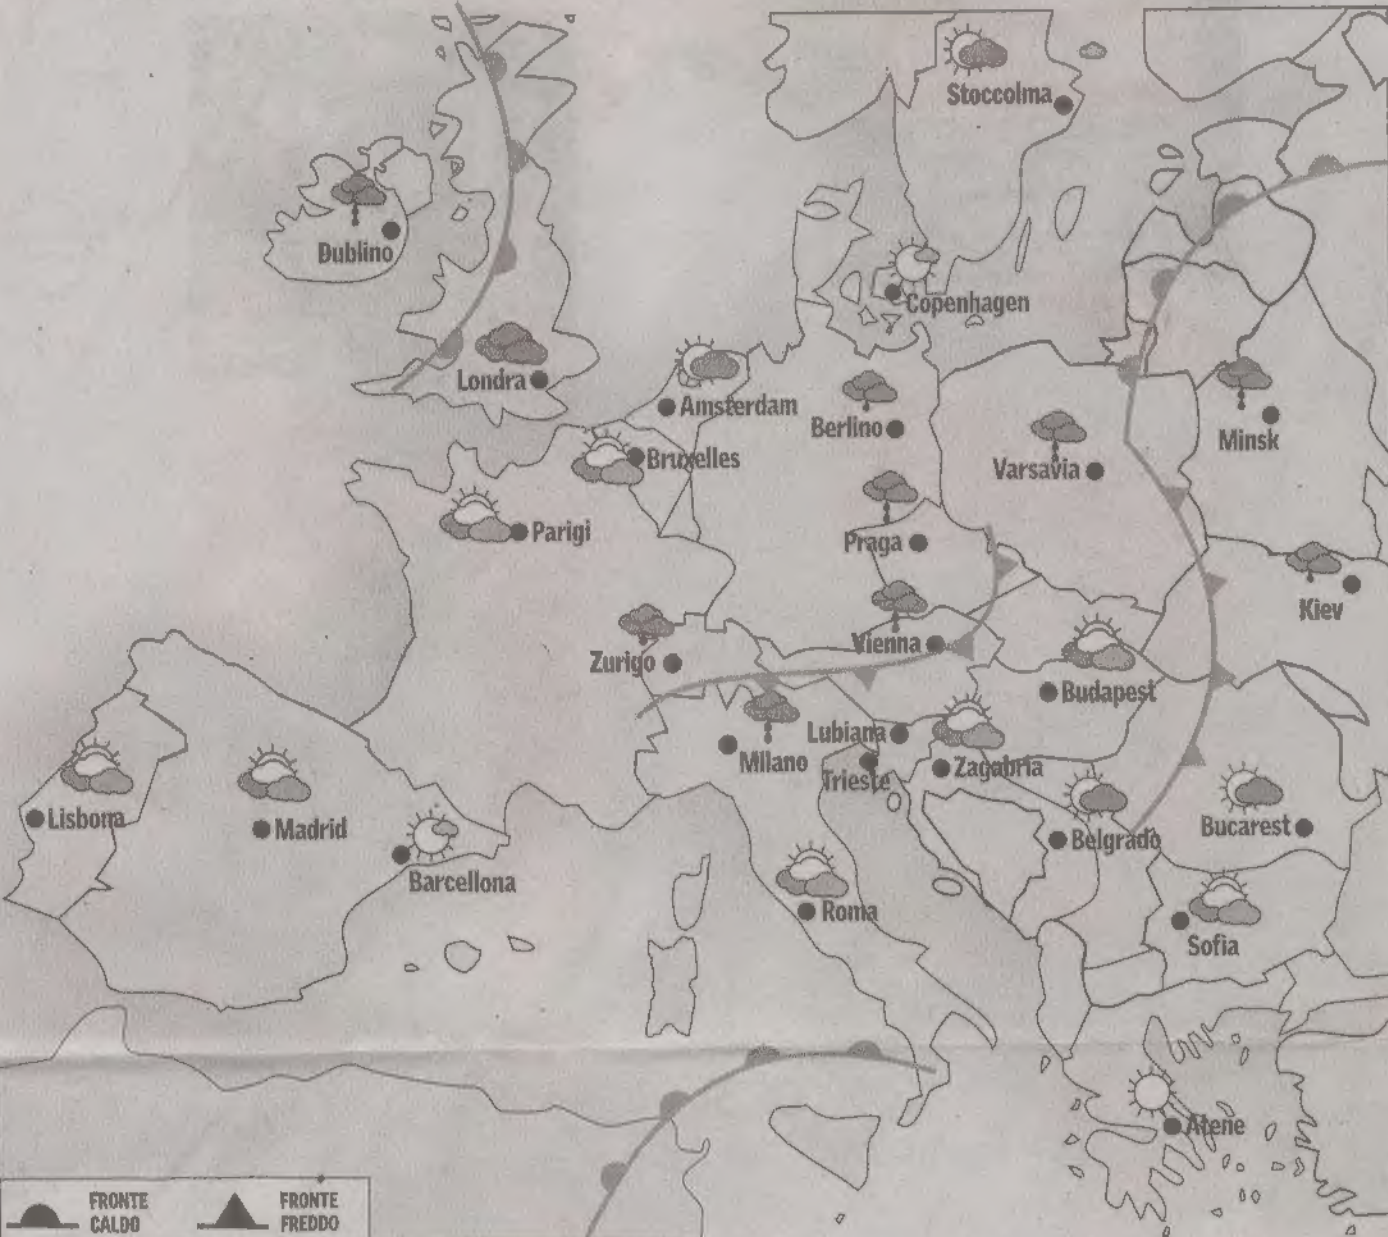 Stoccolma
Dublino
Copenhagen
Londra
Amsterdam
Berlino
Minsk
Bruxelles
Varsavia
Parigi
Praga
Kiev
Vienna
Zurigo
Budapest
Lubiana
Milano
Zagabria
Trieste
Lisbona
Madrid
Belgrado
Bucarest
Barcellona
Roma
Sofia
Atene
FRONTE
CALDO
FRONTE
FREDDO